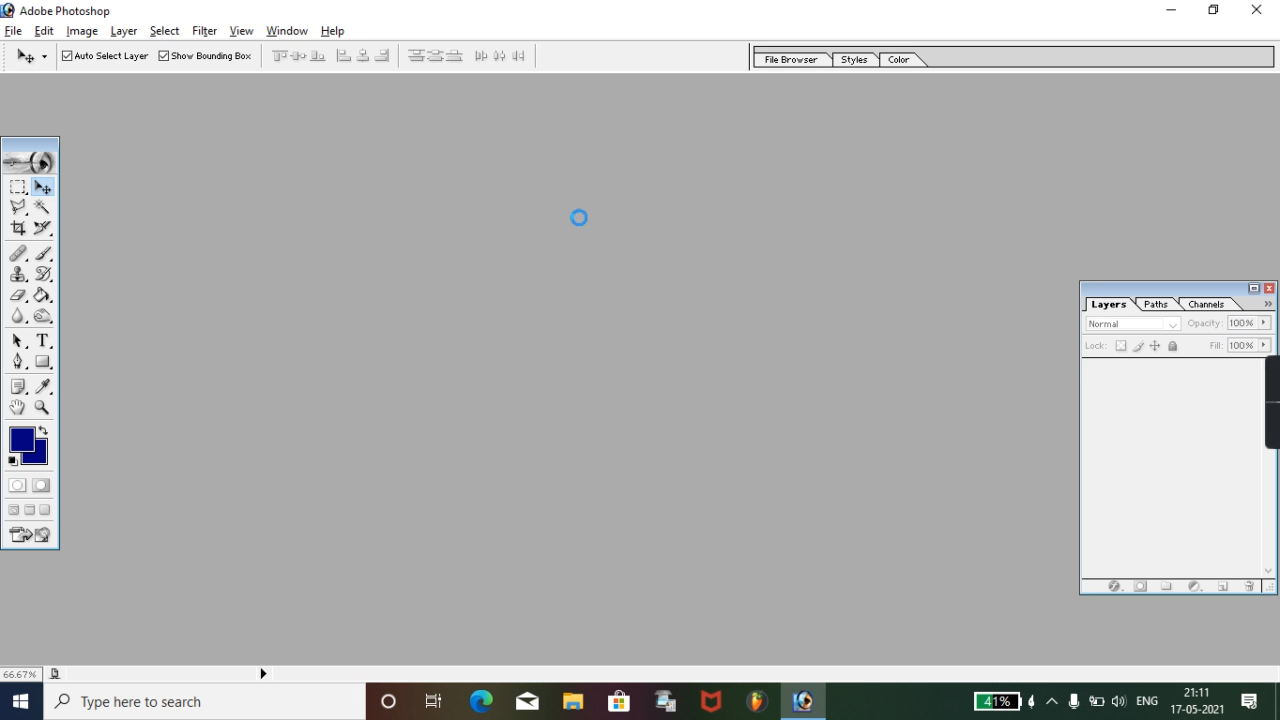 Adobe Photoshop
File Edit Image Layer Select Filter View Window Help
Auto Select Layer Show Bounding Box File Browser Styles Color
Layers Paths Channels
Normal Opacity: 100%
Lock: Fill: 100%
T
66.67%
Type here to search
41% ENG
21:11
17-05-2021